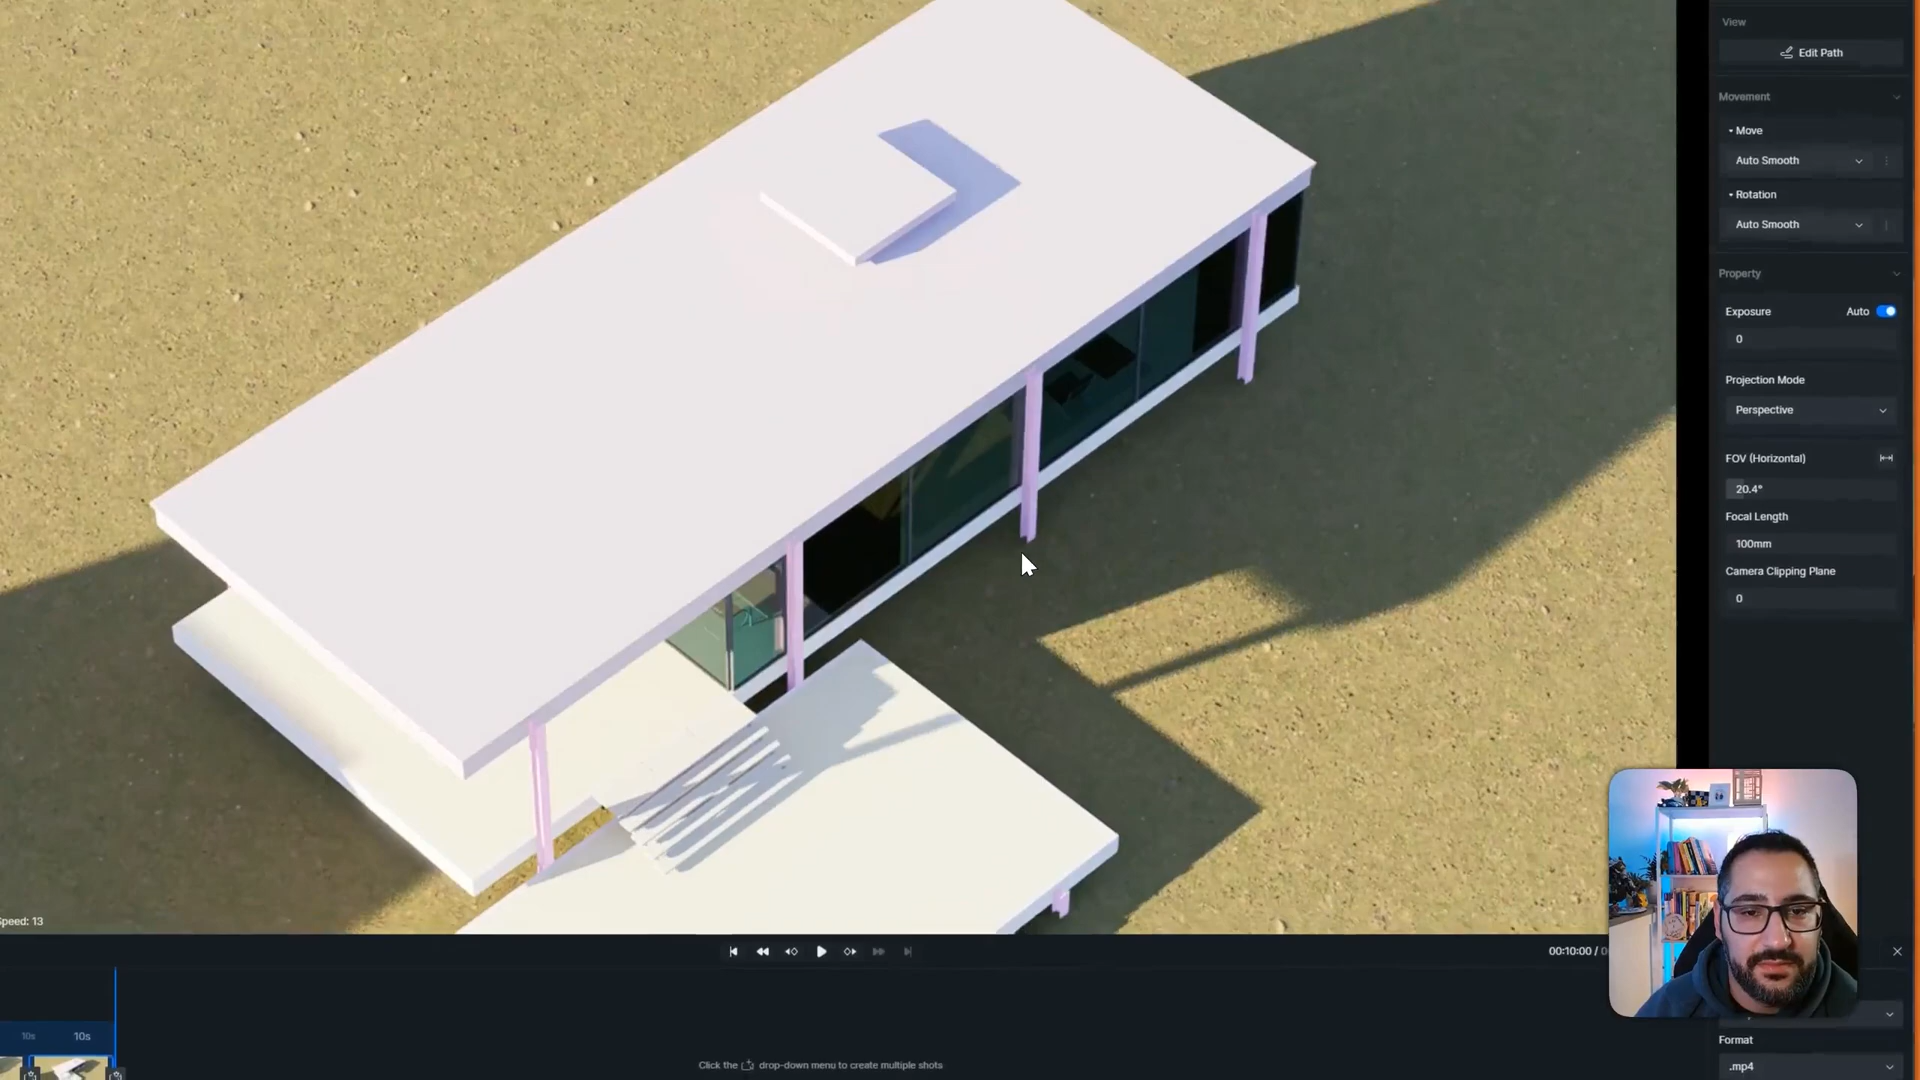 View
Edit Path
Movement
Move
Auto Smooth
Rotation
Auto Smooth
Property
Exposure
Auto
0
Projection Mode
Perspective
FOV (Horizontal)
20.4°
Focal Length
100mm
Camera Clipping Plane
0
Speed: 13
00:10:00 /
10s
10s
Click the drop-down menu to create multiple shots
Format
.mp4